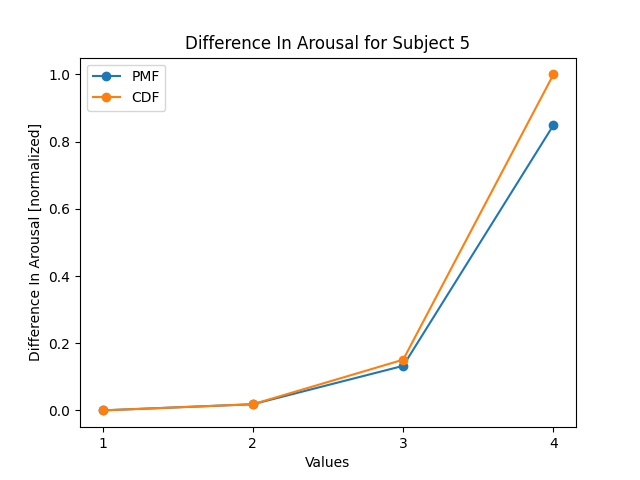 Difference In Arousal for Subject 5
PMF
CDF
Difference In Arousal [normalized]
1.0
0.8
0.6
0.4
0.2
0.0
1 2 3 4
Values